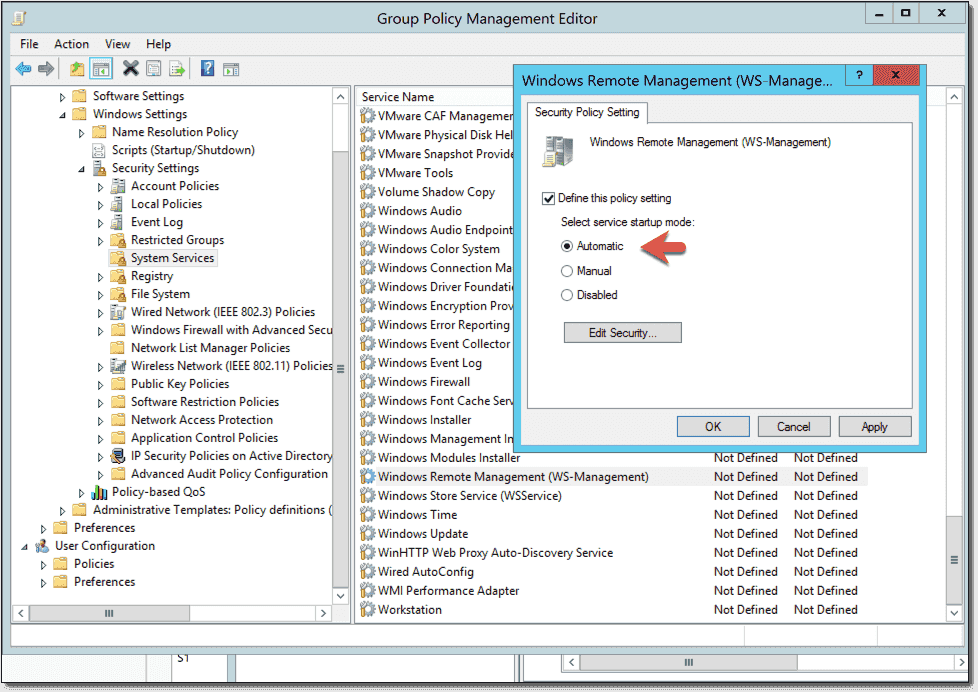 Group Policy Management Editor
File Action View Help
Software Settings
Windows Settings
Name Resolution Policy
Scripts (Startup/Shutdown)
Security Settings
Account Policies
Local Policies
Event Log
Restricted Groups
System Services
Registry
File System
Wired Network (IEEE 802.3) Policies
Windows Firewall with Advanced Secu
Network List Manager Policies
Wireless Network (IEEE 802.11) Policies
Public Key Policies
Software Restriction Policies
Network Access Protection
Application Control Policies
IP Security Policies on Active Directory
Advanced Audit Policy Configuration
Policy-based QoS
Administrative Templates: Policy definitions (
Preferences
User Configuration
Policies
Preferences
Service Name
VMware CAF Managemen
VMware Physical Disk Hel
VMware Snapshot Provide
VMware Tools
Volume Shadow Copy
Windows Audio
Windows Audio Endpoint
Windows Color System
Windows Connection Ma
Windows Driver Foundatio
Windows Encryption Prov
Windows Error Reporting
Windows Event Collector
Windows Event Log
Windows Firewall
Windows Font Cache Serv
Windows Installer
Windows Management In
Windows Modules Installer Not Defined Not Defined
Windows Remote Management (WS-Management) Not Defined Not Defined
Windows Store Service (WSService) Not Defined Not Defined
Windows Time Not Defined Not Defined
Windows Update Not Defined Not Defined
WinHTTP Web Proxy Auto-Discovery Service Not Defined Not Defined
Wired AutoConfig Not Defined Not Defined
WMI Performance Adapter Not Defined Not Defined
Workstation Not Defined Not Defined
Windows Remote Management (WS-Manage...
?
x
Security Policy Setting
Windows Remote Management (WS-Management)
Define this policy setting
Select service startup mode:
Automatic
Manual
Disabled
Edit Security...
OK Cancel Apply